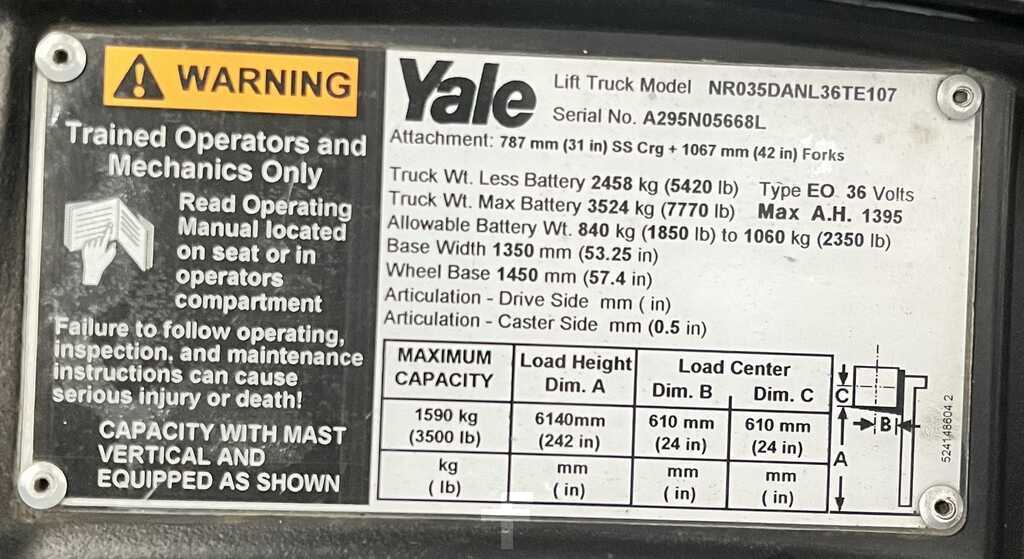 WARNING
Trained Operators and
Mechanics Only
Read Operating
Manual located
on seat or in
operators
compartment
Failure to follow operating,
inspection, and maintenance
instructions can cause
serious injury or death!
CAPACITY WITH MAST
VERTICAL AND
EQUIPPED AS SHOWN
Yale
Lift Truck Model NR035DANL36TE107
Serial No. A295N05668L
Attachment: 787 mm (31 in) SS Crg + 1067 mm (42 in) Forks
Truck Wt. Less Battery 2458 kg (5420 lb) Type EO 36 Volts
Truck Wt. Max Battery 3524 kg (7770 lb) Max A.H. 1395
Allowable Battery Wt. 840 kg (1850 lb) to 1060 kg (2350 lb)
Base Width 1350 mm (53.25 in)
Wheel Base 1450 mm (57.4 in)
Articulation - Drive Side mm ( in)
Articulation - Caster Side mm (0.5 in)
MAXIMUM CAPACITY
Load Height Dim. A
Load Center
Dim. B Dim. C
1590 kg 6140mm 610 mm 610 mm
(3500 lb) (242 in) (24 in) (24 in)
kg mm mm mm
( lb) ( in) ( in) ( in)
C
B
A
524148604 2